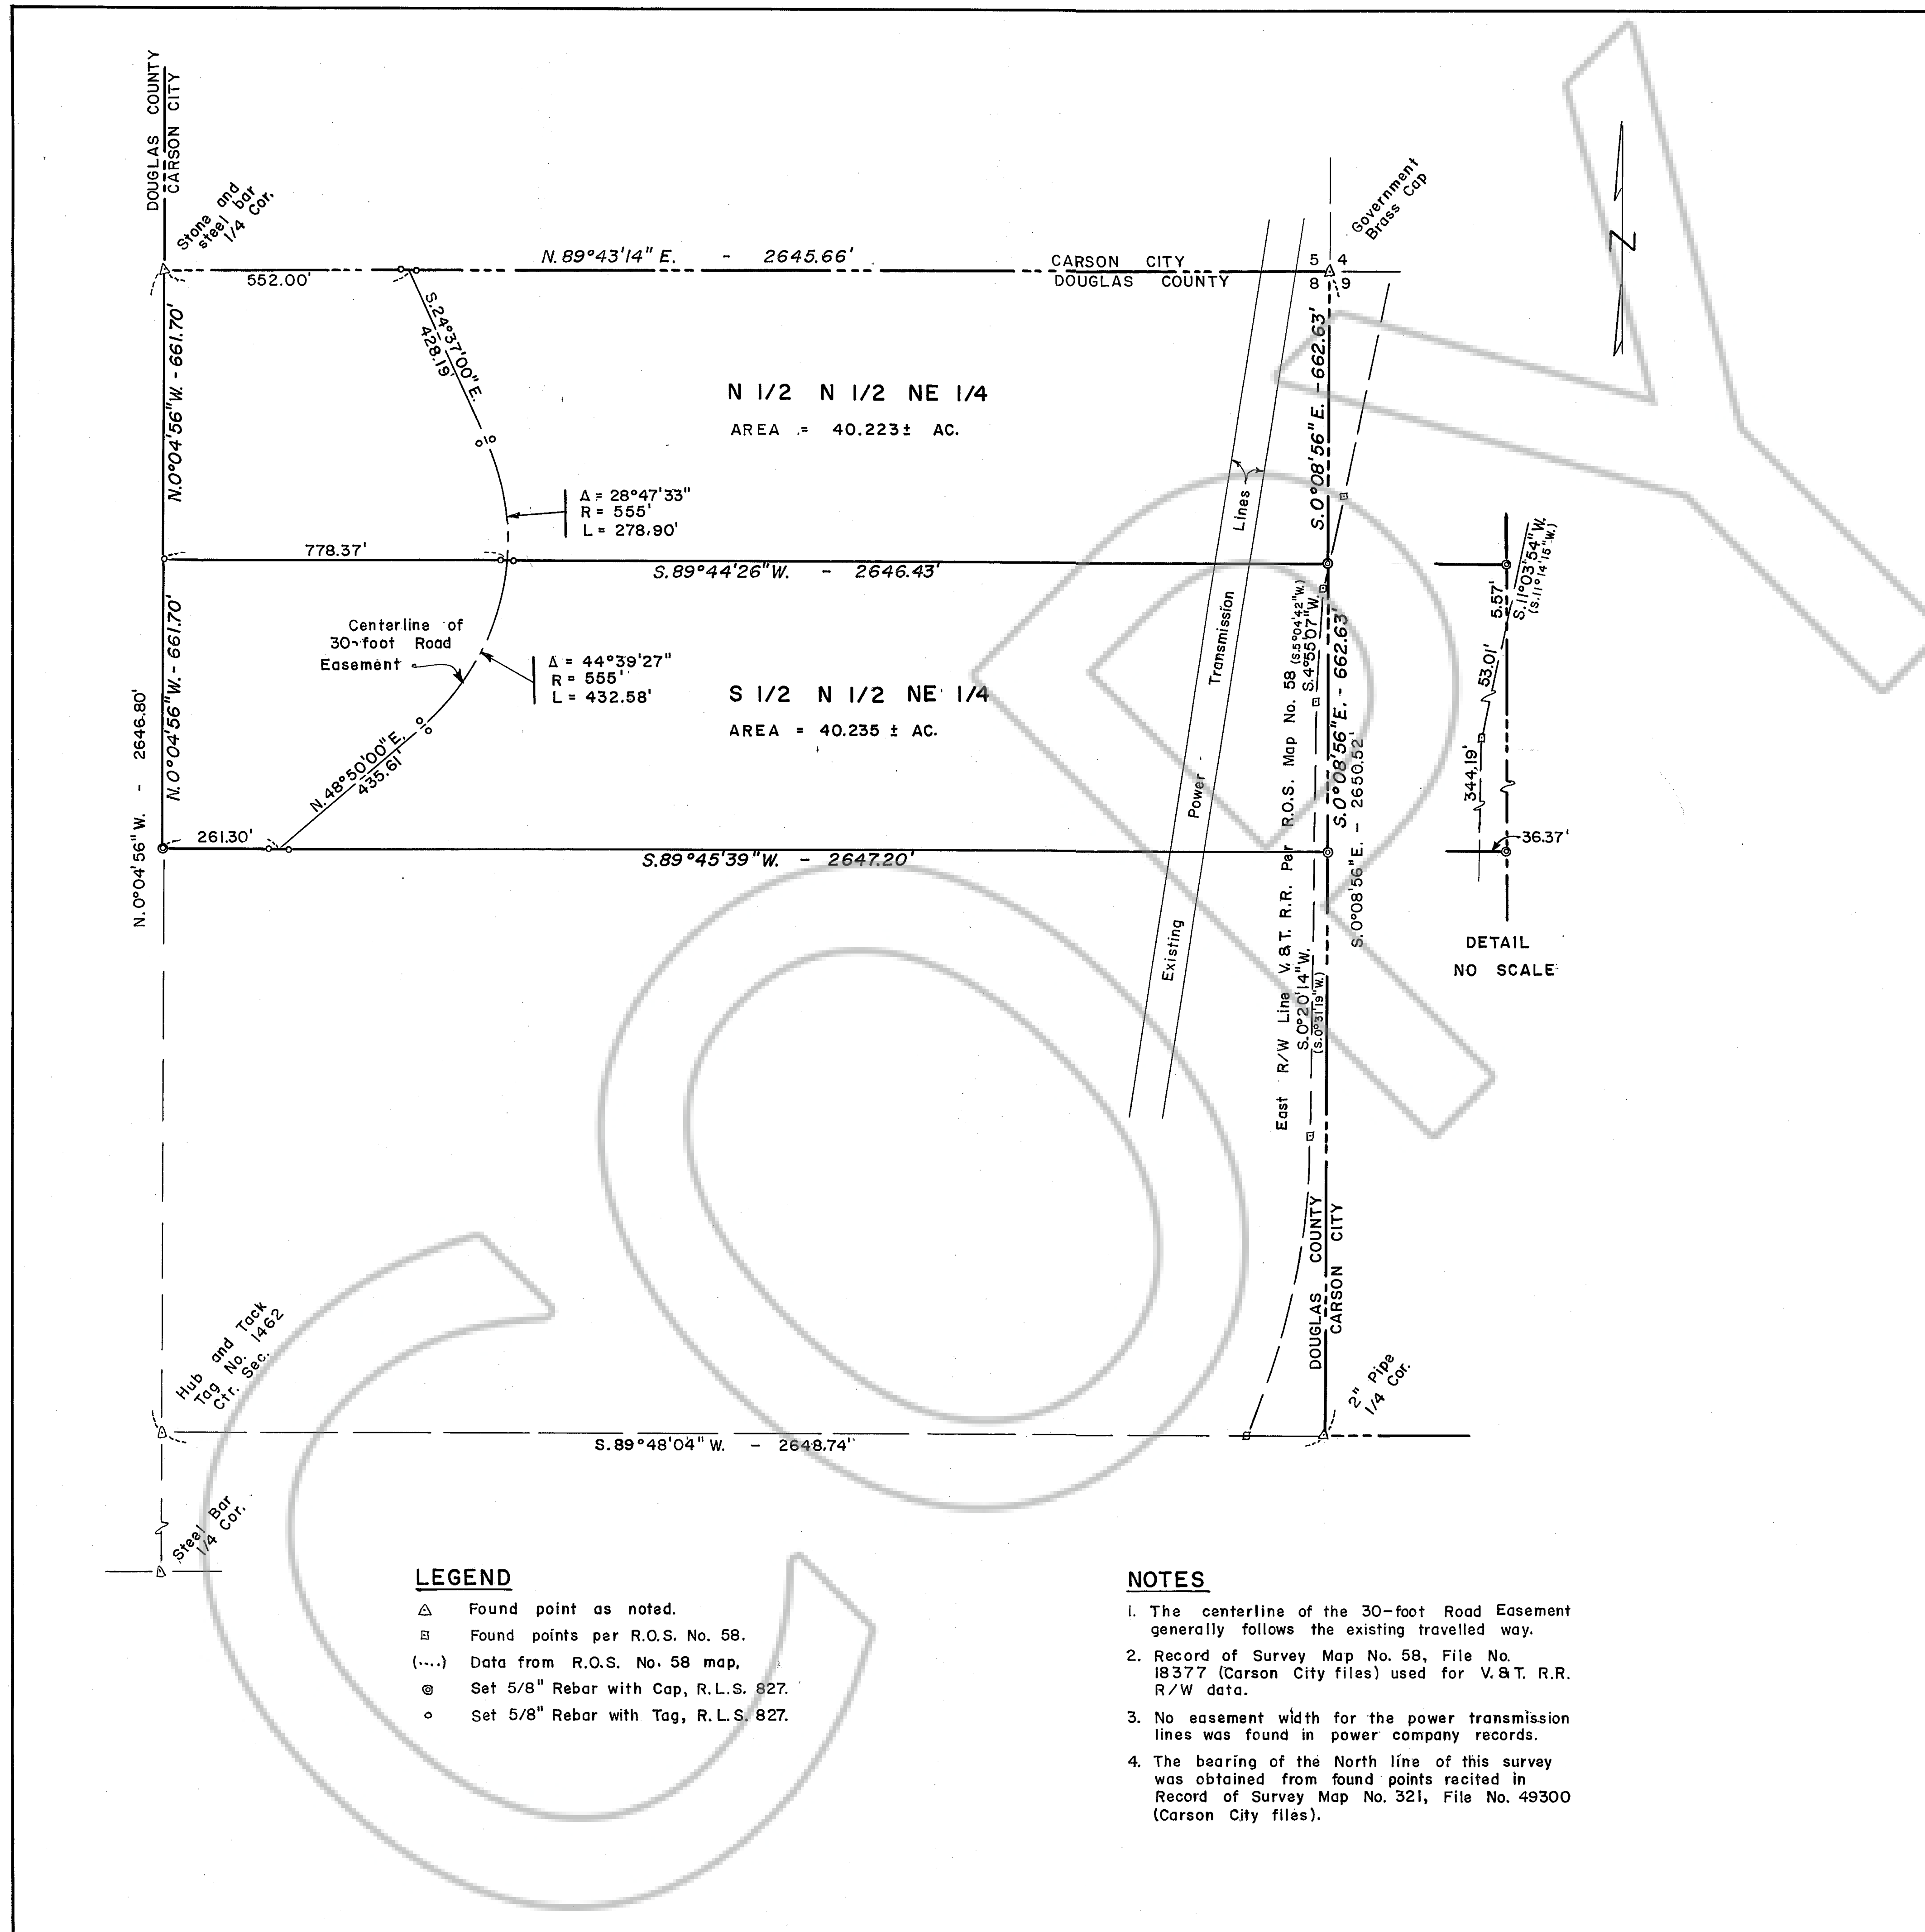 DOUGLAS COUNTY
CARSON CITY
Stone and
steel bar
1/4 Cor.
Government
Brass Cap
N. 89°43'14" E. - 2645.66'
CARSON CITY
DOUGLAS COUNTY
5 4
8 9
552.00'
N
S. 24°37'00" E.
428.19'
N. 0°04'56" W. - 661.70'
S. 0°08'56" E. - 662.63'
N 1/2 N 1/2 NE 1/4
AREA = 40.223± AC.
Δ = 28°47'33"
R = 555'
L = 278.90'
778.37'
S. 89°44'26" W. - 2646.43'
Centerline of
30-foot Road
Easement
Δ = 44°39'27"
R = 555'
L = 432.58'
N. 0°04'56" W. - 661.70'
S 1/2 N 1/2 NE 1/4
AREA = 40.235 ± AC.
N. 48°50'00" E.
435.61'
261.30'
S. 89°45'39" W. - 2647.20'
N. 0°04'56" W. - 2646.80'
Existing Power Transmission Lines
East R/W Line V. & T. R.R. Per R.O.S. Map No. 58
(S. 5°04'42" W.)
S. 4°55'07" W.
S. 0°08'56" E. - 662.63'
S. 0°08'56" E. - 2650.52'
S. 0°20'14" W.
(S. 0°31'19" W.)
5.57'
S. 11°03'54" W.
(S. 11°14'15" W.)
53.01'
344.19'
36.37'
DETAIL
NO SCALE
DOUGLAS COUNTY
CARSON CITY
Hub and Tack
Tag No. 1462
Ctr. Sec.
2" Pipe
1/4 Cor.
S. 89°48'04" W. - 2648.74'
Steel Bar
1/4 Cor.
LEGEND
Found point as noted.
Found points per R.O.S. No. 58.
(....) Data from R.O.S. No. 58 map.
Set 5/8" Rebar with Cap, R.L.S. 827.
Set 5/8" Rebar with Tag, R.L.S. 827.
NOTES
1. The centerline of the 30-foot Road Easement
generally follows the existing travelled way.
2. Record of Survey Map No. 58, File No.
18377 (Carson City files) used for V. & T. R.R.
R/W data.
3. No easement width for the power transmission
lines was found in power company records.
4. The bearing of the North line of this survey
was obtained from found points recited in
Record of Survey Map No. 321, File No. 49300
(Carson City files).
COPY